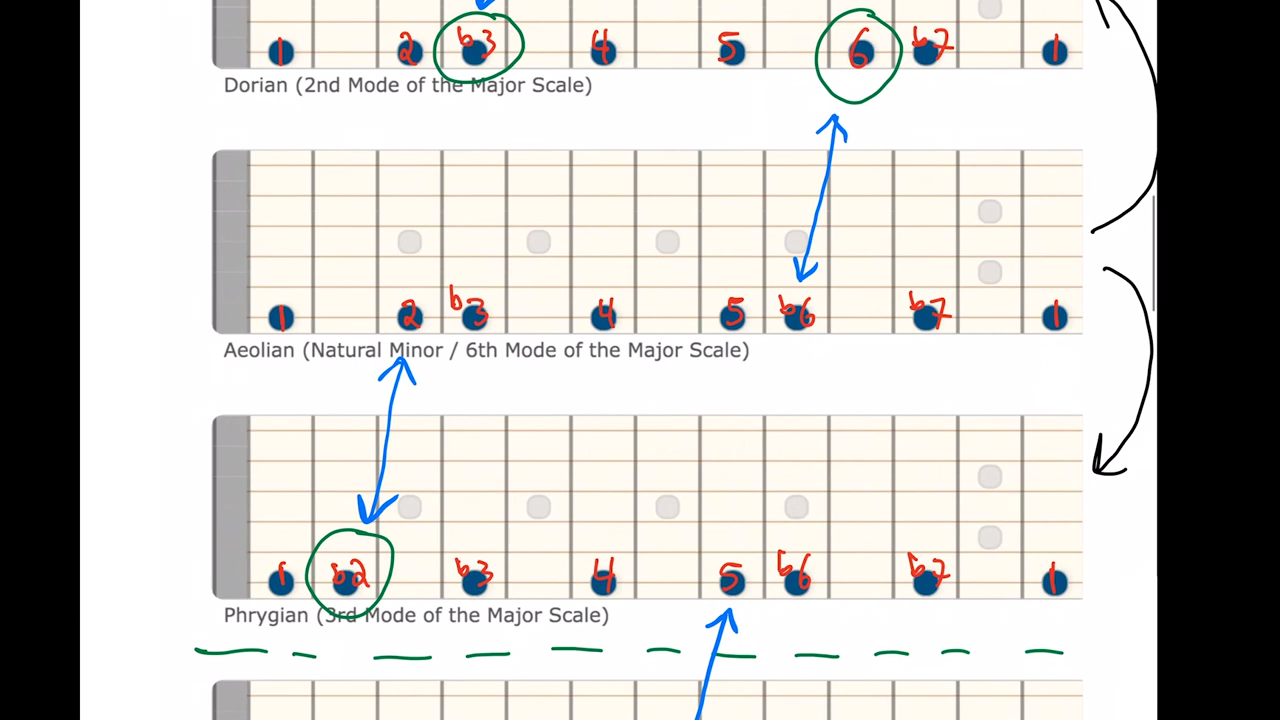 1 2 b3 4 5 6 b7 1
Dorian (2nd Mode of the Major Scale)
1 2 b3 4 5 b6 b7 1
Aeolian (Natural Minor / 6th Mode of the Major Scale)
1 b2 b3 4 5 b6 b7 1
Phrygian (3rd Mode of the Major Scale)